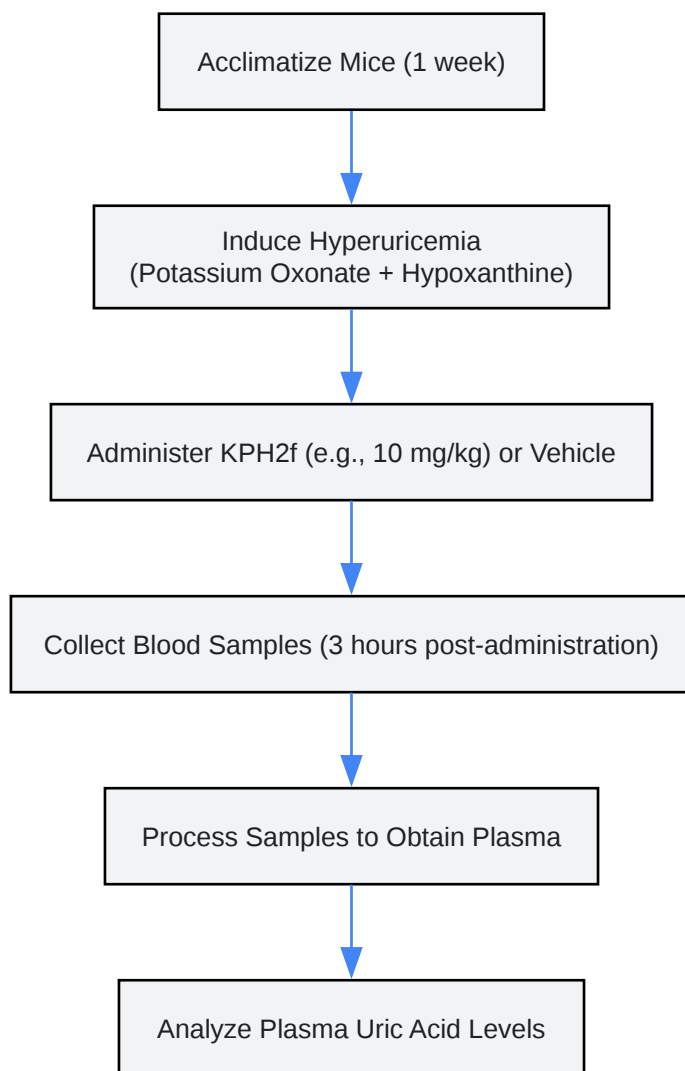 Acclimatize Mice (1 week)
Induce Hyperuricemia
(Potassium Oxonate + Hypoxanthine)
Administer KPH2f (e.g., 10 mg/kg) or Vehicle
Collect Blood Samples (3 hours post-administration)
Process Samples to Obtain Plasma
Analyze Plasma Uric Acid Levels